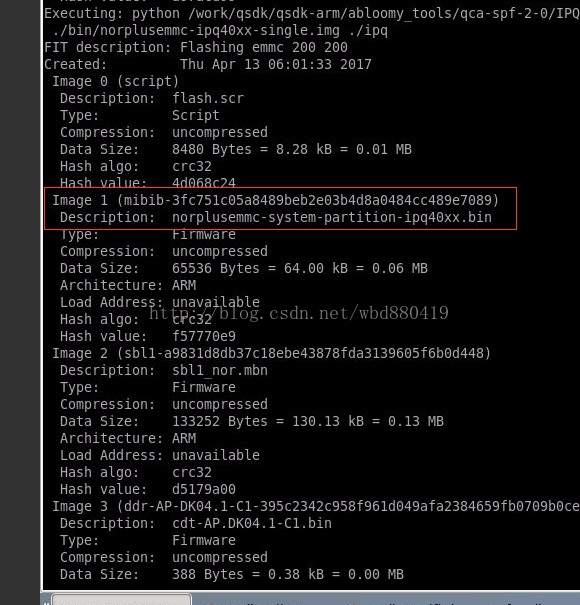 Executing: python /work/qsdk/qsdk-arm/abloomy_tools/qca-spf-2-0/IPQ
./bin/norplusemmc-ipq40xx-single.img ./ipq
FIT description: Flashing emmc 200 200
Created:         Thu Apr 13 06:01:33 2017
 Image 0 (script)
  Description:  flash.scr
  Type:         Script
  Compression:  uncompressed
  Data Size:    8480 Bytes = 8.28 kB = 0.01 MB
  Hash algo:    crc32
  Hash value:   4d068c24
 Image 1 (mibib-3fc751c05a8489beb2e03b4d8a0484cc489e7089)
  Description:  norplusemmc-system-partition-ipq40xx.bin
  Type:         Firmware
  Compression:  uncompressed
  Data Size:    65536 Bytes = 64.00 kB = 0.06 MB
  Architecture: ARM
  Load Address: unavailable
http://blog.csdn.net/wbd880419
  Hash algo:    crc32
  Hash value:   f57770e9
 Image 2 (sbl1-a9831d8db37c18ebe43878fda3139605f6b0d448)
  Description:  sbl1_nor.mbn
  Type:         Firmware
  Compression:  uncompressed
  Data Size:    133252 Bytes = 130.13 kB = 0.13 MB
  Architecture: ARM
  Load Address: unavailable
  Hash algo:    crc32
  Hash value:   d5179a00
 Image 3 (ddr-AP-DK04.1-C1-395c2342c958f961d049afa2384659fb0709b0ce
  Description:  cdt-AP.DK04.1-C1.bin
  Type:         Firmware
  Compression:  uncompressed
  Data Size:    388 Bytes = 0.38 kB = 0.00 MB